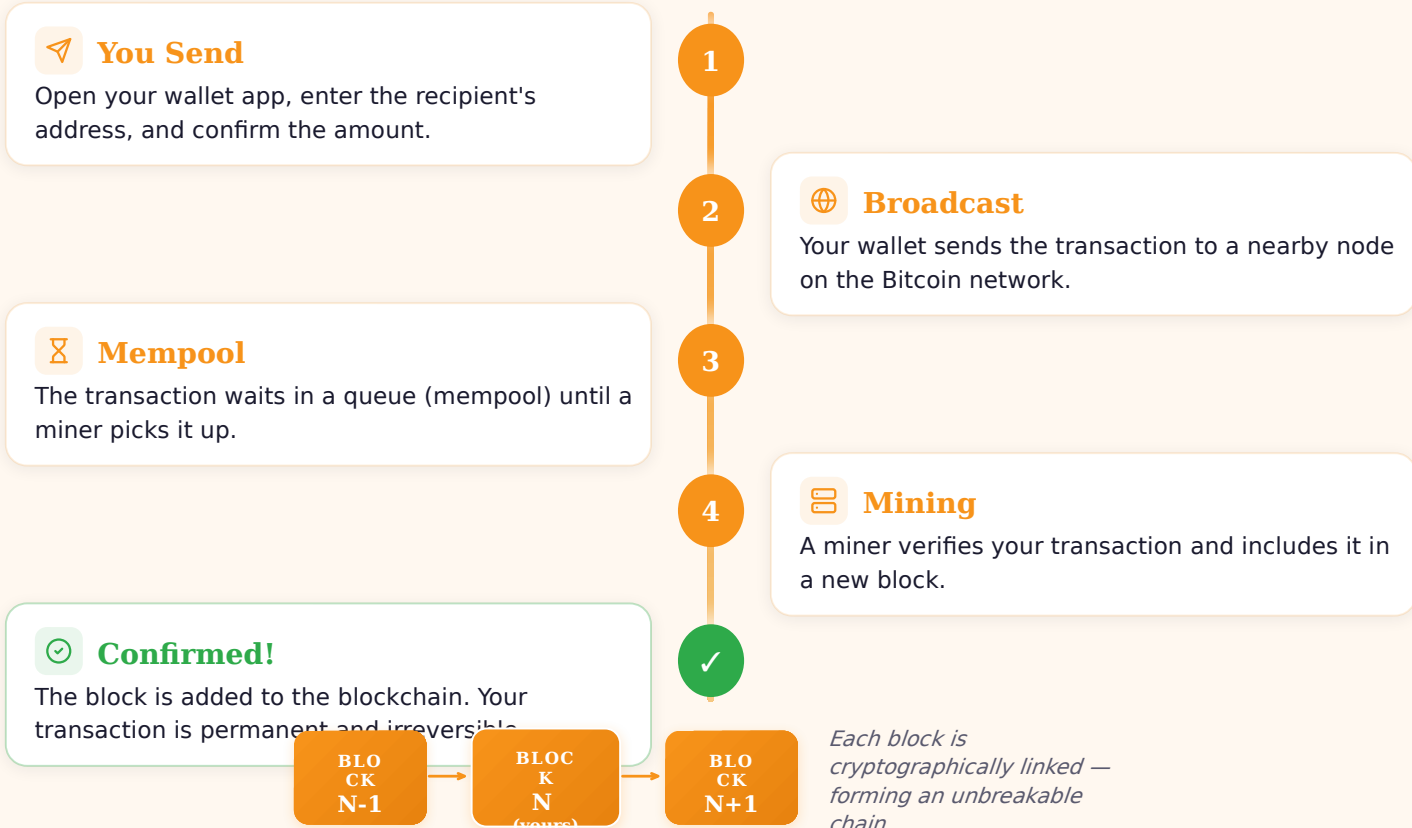 You Send
Open your wallet app, enter the recipient's
address, and confirm the amount.
1
2
Broadcast
Your wallet sends the transaction to a nearby node
on the Bitcoin network.
Mempool
The transaction waits in a queue (mempool) until a
miner picks it up.
3
4
Mining
A miner verifies your transaction and includes it in
a new block.
Confirmed!
The block is added to the blockchain. Your
transaction is permanent and irreversible
✓
BLO
CK
N-1
BLOC
K
N
(yours)
BLO
CK
N+1
Each block is
cryptographically linked —
forming an unbreakable
chain